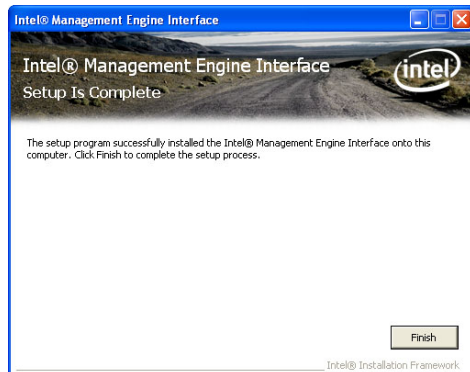 Intel® Management Engine Interface
Intel® Management Engine Interface
Setup Is Complete
intel
The setup program successfully installed the Intel® Management Engine Interface onto this
computer. Click Finish to complete the setup process.
Finish
Intel® Installation Framework